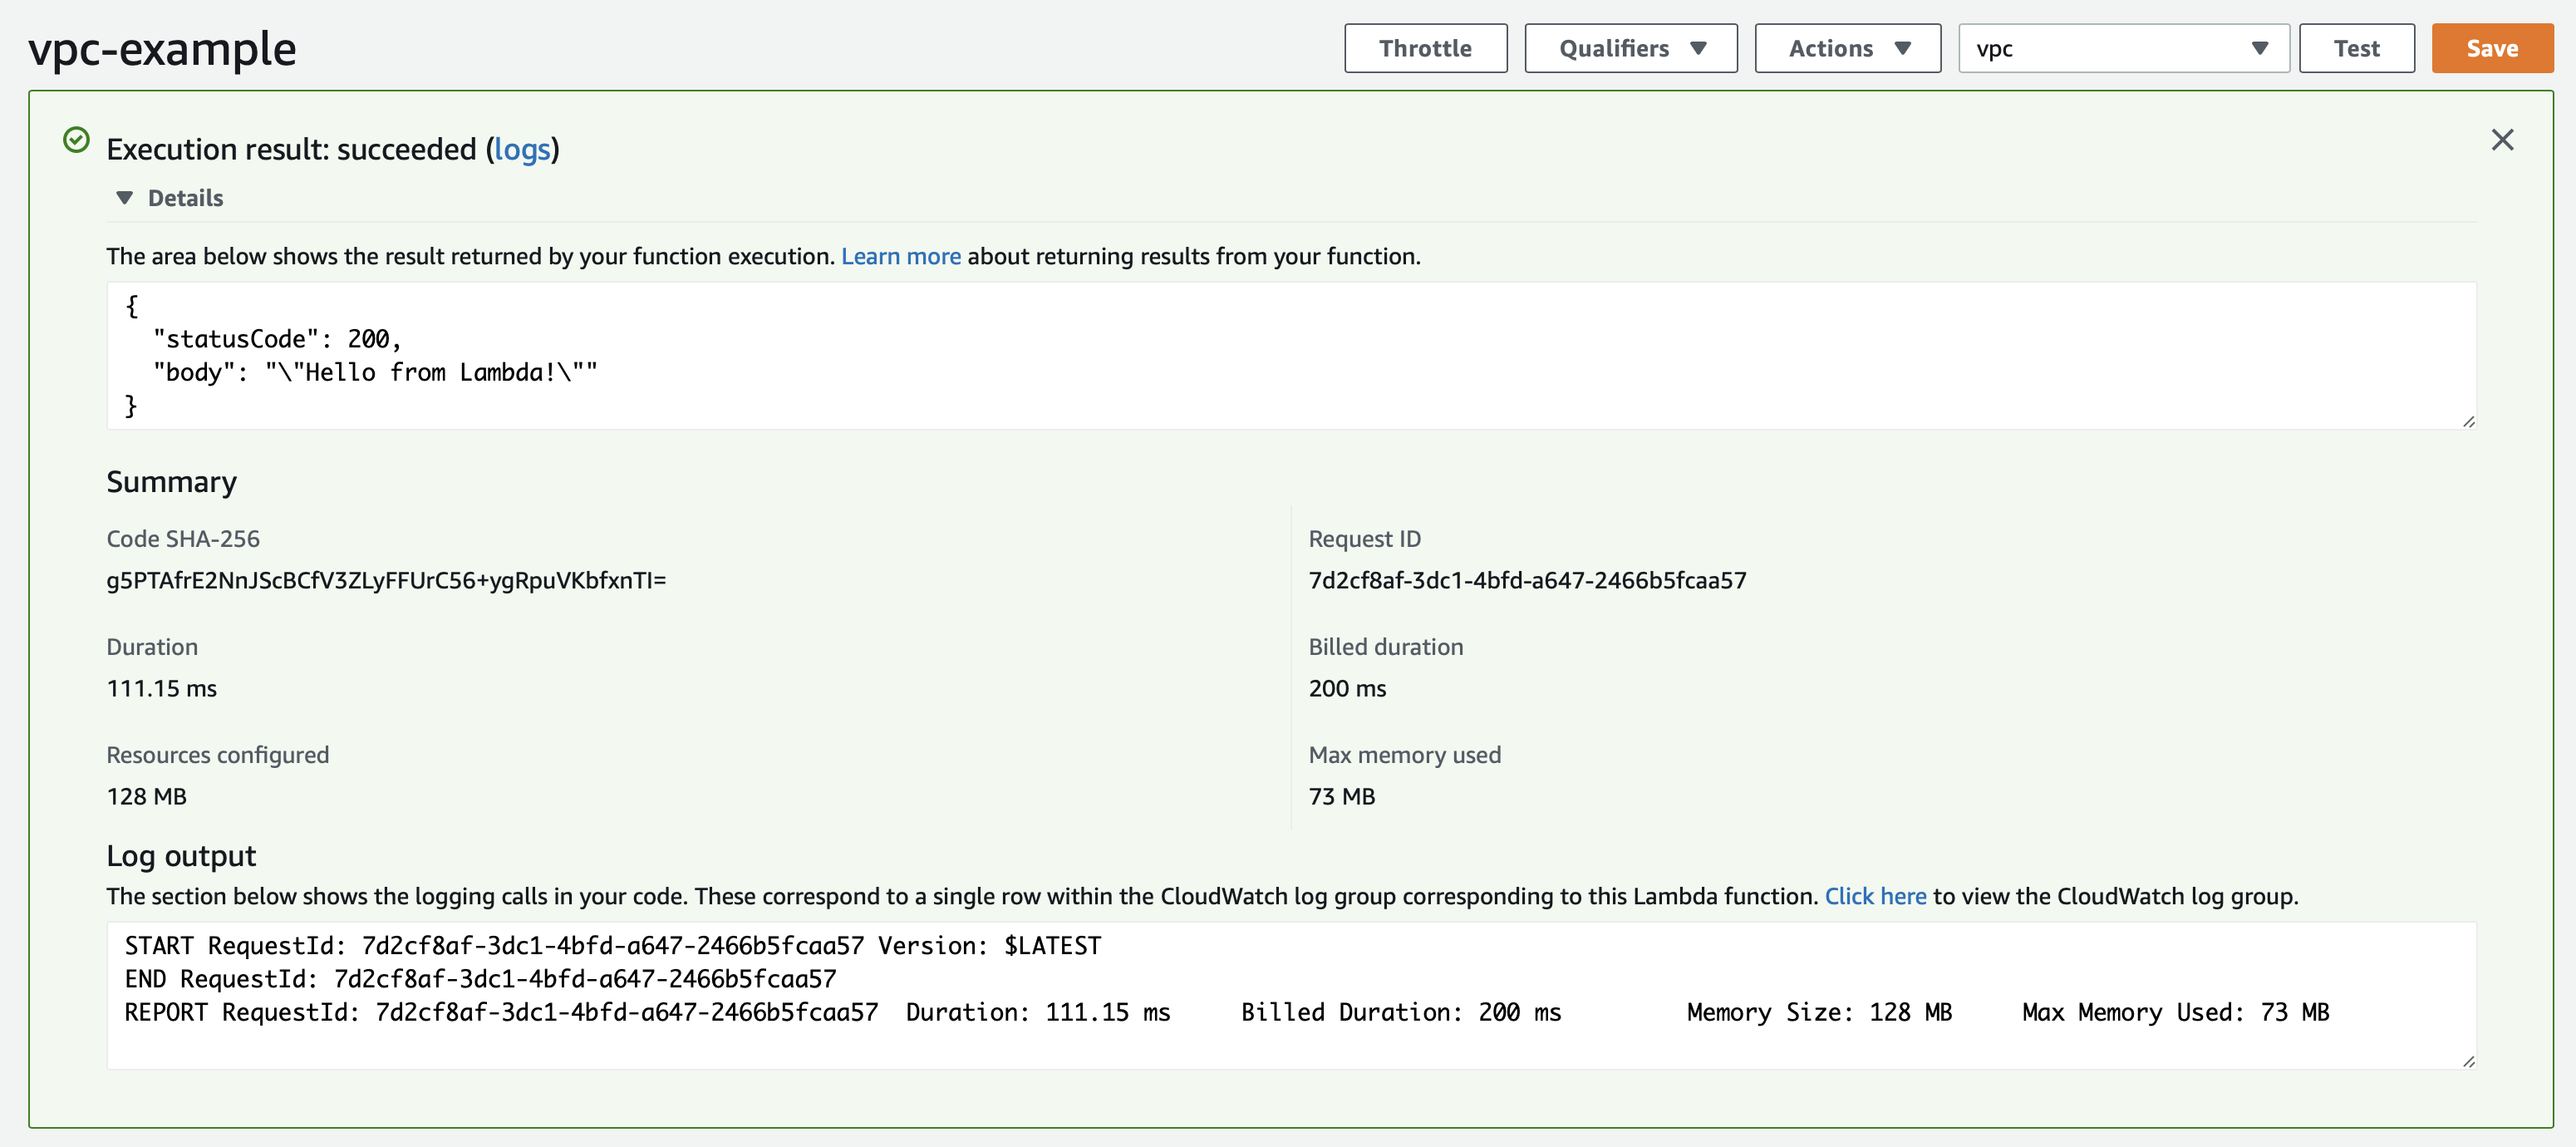 vpc-example
Throttle
Qualifiers
Actions
vpc
Test
Save
Execution result: succeeded (logs)
Details
The area below shows the result returned by your function execution. Learn more about returning results from your function.
{
  "statusCode": 200,
  "body": "\"Hello from Lambda!\""
}
Summary
Code SHA-256
g5PTAfrE2NnJScBCfV3ZLyFFUrC56+ygRpuVKbfxnTI=
Request ID
7d2cf8af-3dc1-4bfd-a647-2466b5fcaa57
Duration
111.15 ms
Billed duration
200 ms
Resources configured
128 MB
Max memory used
73 MB
Log output
The section below shows the logging calls in your code. These correspond to a single row within the CloudWatch log group corresponding to this Lambda function. Click here to view the CloudWatch log group.
START RequestId: 7d2cf8af-3dc1-4bfd-a647-2466b5fcaa57 Version: $LATEST
END RequestId: 7d2cf8af-3dc1-4bfd-a647-2466b5fcaa57
REPORT RequestId: 7d2cf8af-3dc1-4bfd-a647-2466b5fcaa57  Duration: 111.15 ms     Billed Duration: 200 ms         Memory Size: 128 MB     Max Memory Used: 73 MB